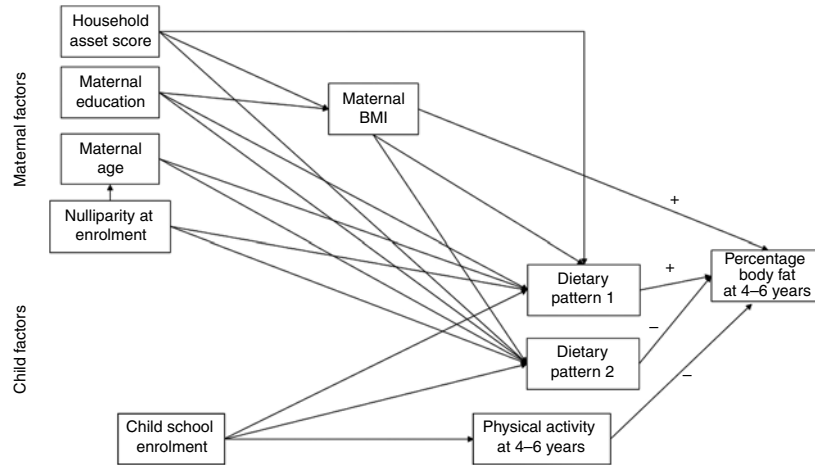 Maternal factors
Child factors
Household
asset score
Maternal
education
Maternal
age
Nulliparity at
enrolment
Maternal
BMI
+
Dietary
pattern 1
+
Percentage
body fat
at 4–6 years
–
Dietary
pattern 2
–
Child school
enrolment
Physical activity
at 4–6 years